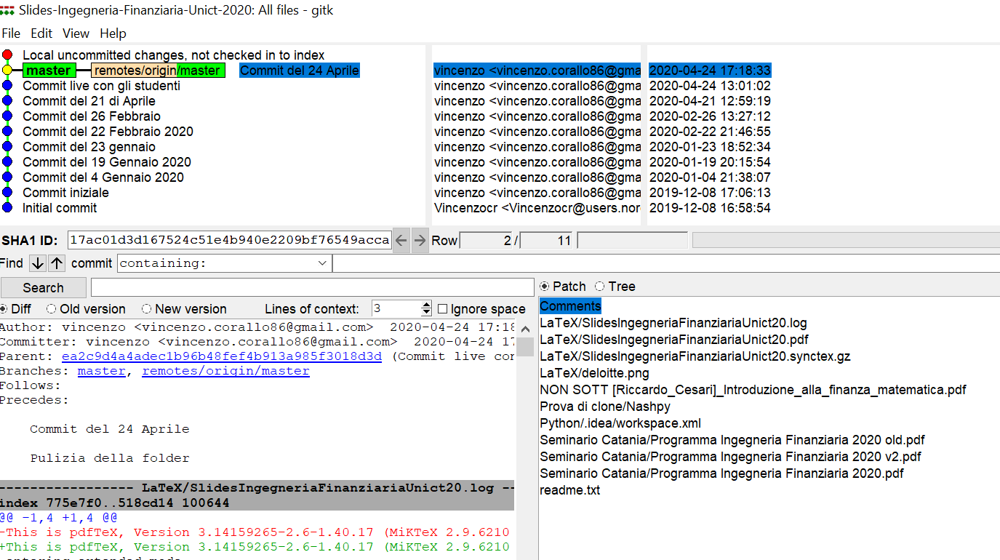 Slides-Ingegneria-Finanziaria-Unict-2020: All files - gitk
File Edit View Help
Local uncommitted changes, not checked in to index
master remotes/origin/master Commit del 24 Aprile vincenzo <vincenzo.corallo86@gma 2020-04-24 17:18:33
Commit live con gli studenti vincenzo <vincenzo.corallo86@gma 2020-04-24 13:01:02
Commit del 21 di Aprile vincenzo <vincenzo.corallo86@gma 2020-04-21 12:59:19
Commit del 26 Febbraio vincenzo <vincenzo.corallo86@gma 2020-02-26 13:27:12
Commit del 22 Febbraio 2020 vincenzo <vincenzo.corallo86@gma 2020-02-22 21:46:55
Commit del 23 gennaio vincenzo <vincenzo.corallo86@gma 2020-01-23 18:52:34
Commit del 19 Gennaio 2020 vincenzo <vincenzo.corallo86@gma 2020-01-19 20:15:54
Commit del 4 Gennaio 2020 vincenzo <vincenzo.corallo86@gma 2020-01-04 21:38:07
Commit iniziale vincenzo <vincenzo.corallo86@gma 2019-12-08 17:06:13
Initial commit Vincenzocr <Vincenzocr@users.nor 2019-12-08 16:58:54
SHA1 ID: 17ac01d3d167524c51e4b940e2209bf76549acca Row 2 / 11
Find commit containing:
Search
Diff Old version New version Lines of context: 3 Ignore space
Author: vincenzo <vincenzo.corallo86@gmail.com> 2020-04-24 17:18
Committer: vincenzo <vincenzo.corallo86@gmail.com> 2020-04-24 17
Parent: ea2c9d4a4adec1b96b48fef4b913a985f3018d3d (Commit live con
Branches: master, remotes/origin/master
Follows:
Precedes:
Commit del 24 Aprile
Pulizia della folder
---------------- LaTeX/SlidesIngegneriaFinanziariaUnict20.log --
index 775e7f0..518cd14 100644
@@ -1,4 +1,4 @@
-This is pdfTeX, Version 3.14159265-2.6-1.40.17 (MiKTeX 2.9.6210
+This is pdfTeX, Version 3.14159265-2.6-1.40.17 (MiKTeX 2.9.6210
entering extended mode
Patch Tree
Comments
LaTeX/SlidesIngegneriaFinanziariaUnict20.log
LaTeX/SlidesIngegneriaFinanziariaUnict20.pdf
LaTeX/SlidesIngegneriaFinanziariaUnict20.synctex.gz
LaTeX/deloitte.png
NON SOTT [Riccardo_Cesari]_Introduzione_alla_finanza_matematica.pdf
Prova di clone/Nashpy
Python/.idea/workspace.xml
Seminario Catania/Programma Ingegneria Finanziaria 2020 old.pdf
Seminario Catania/Programma Ingegneria Finanziaria 2020 v2.pdf
Seminario Catania/Programma Ingegneria Finanziaria 2020.pdf
readme.txt